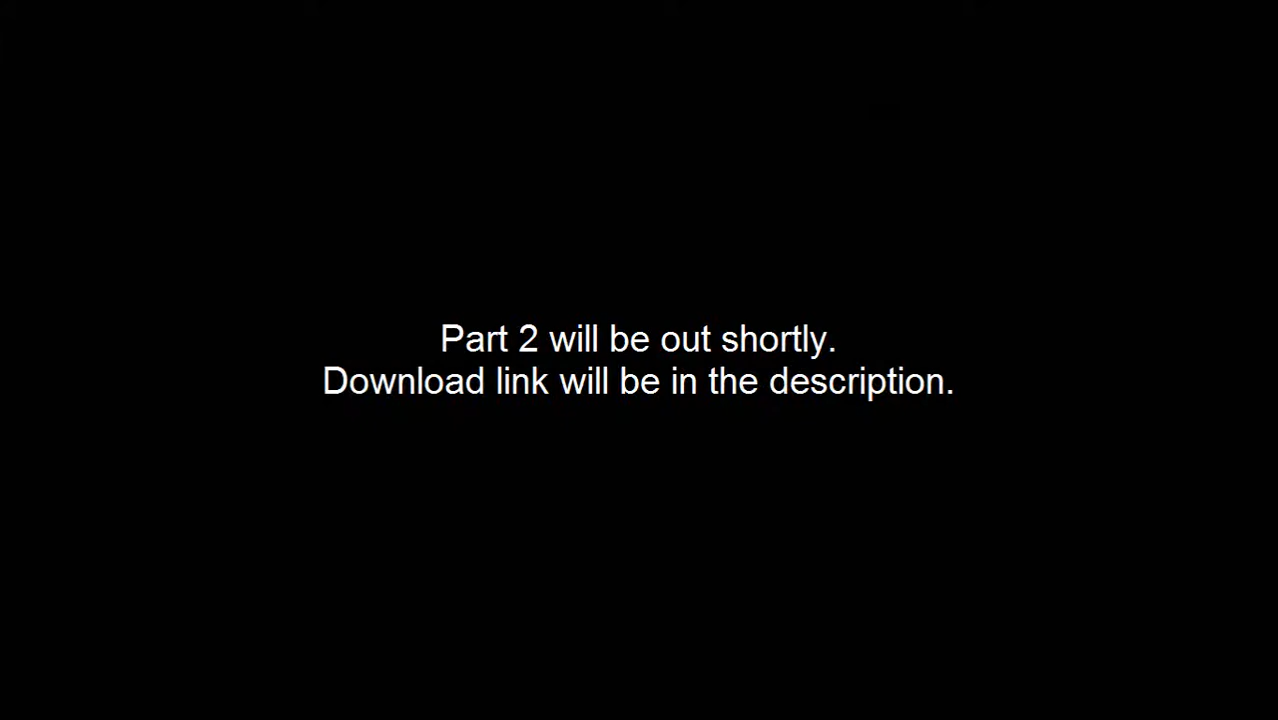 Part 2 will be out shortly.
Download link will be in the description.